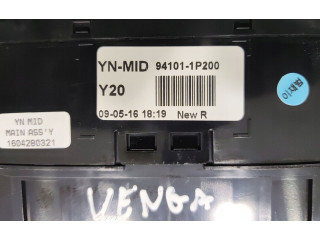 YN-MID 94101-1P200
Y20
09-05-16 18:19 New R
YN MID
MAIN ASS'Y
1604280321
VENGA